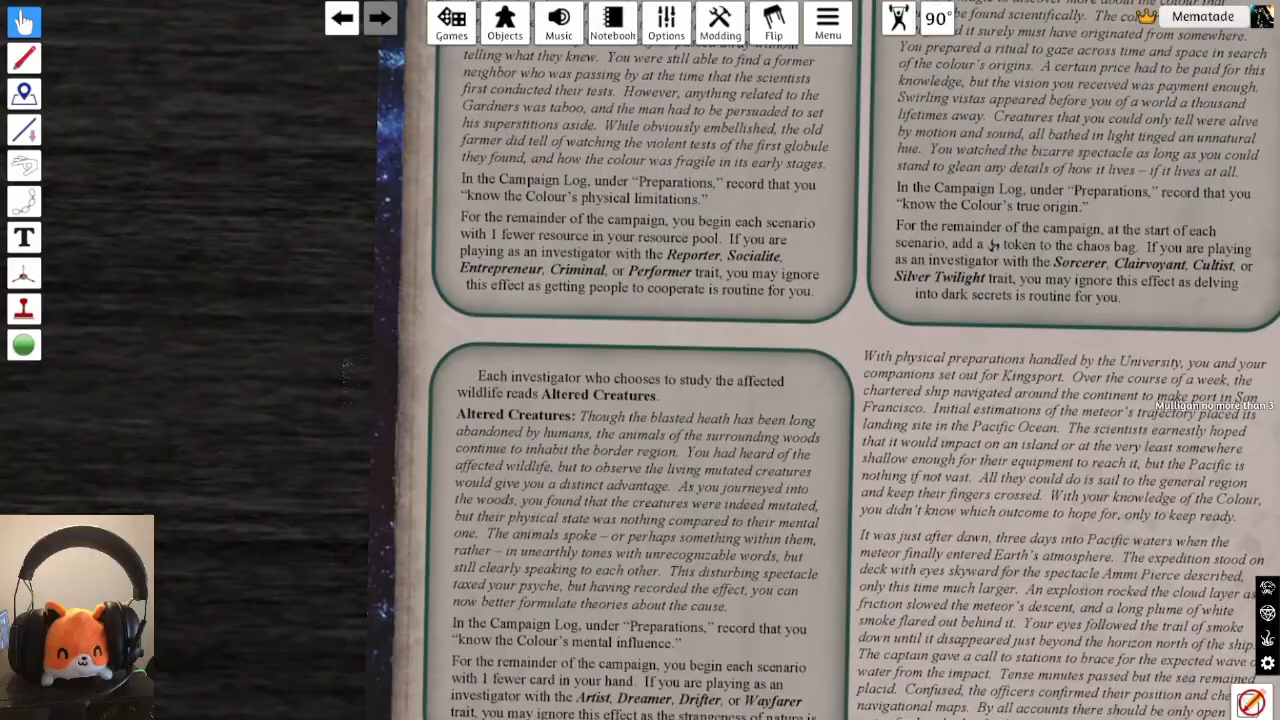 Games
Objects
Music
Notebook
Options
Modding
Flip
Menu
90°
Mematade
telling what they knew. You were still able to find a former
neighbor who was passing by at the time that the scientists
first conducted their tests. However, anything related to the
Gardners was taboo, and the man had to be persuaded to set
his superstitions aside. While obviously embellished, the old
farmer did tell of watching the violent tests of the first globule
they found, and how the colour was fragile in its early stages.
In the Campaign Log, under “Preparations,” record that you
“know the Colour’s physical limitations.”
For the remainder of the campaign, you begin each scenario
with 1 fewer resource in your resource pool. If you are
playing as an investigator with the Reporter, Socialite,
Entrepreneur, Criminal, or Performer trait, you may ignore
this effect as getting people to cooperate is routine for you.
Each investigator who chooses to study the affected
wildlife reads Altered Creatures.
Altered Creatures: Though the blasted heath has been long
abandoned by humans, the animals of the surrounding woods
continue to inhabit the border region. You had heard of the
affected wildlife, but to observe the living mutated creatures
would give you a distinct advantage. As you journeyed into
the woods, you found that the creatures were indeed mutated,
but their physical state was nothing compared to their mental
one. The animals spoke – or perhaps something within them,
rather – in unearthly tones with unrecognizable words, but
still clearly speaking to each other. This disturbing spectacle
taxed your psyche, but having recorded the effect, you can
now better formulate theories about the cause.
In the Campaign Log, under “Preparations,” record that you
“know the Colour’s mental influence.”
For the remainder of the campaign, you begin each scenario
with 1 fewer card in your hand. If you are playing as an
investigator with the Artist, Dreamer, Drifter, or Wayfarer
trait, you may ignore this effect as the strangeness of nature is
be found scientifically. The
it surely must have originated from somewhere.
You prepared a ritual to gaze across time and space in search
of the colour’s origins. A certain price had to be paid for this
knowledge, but the vision you received was payment enough.
Swirling vistas appeared before you of a world a thousand
lifetimes away. Creatures that you could only tell were alive
by motion and sound, all bathed in light tinged an unnatural
hue. You watched the bizarre spectacle as long as you could
stand to glean any details of how it lives – if it lives at all.
In the Campaign Log, under “Preparations,” record that you
“know the Colour’s true origin.”
For the remainder of the campaign, at the start of each
scenario, add a token to the chaos bag. If you are playing
as an investigator with the Sorcerer, Clairvoyant, Cultist, or
Silver Twilight trait, you may ignore this effect as delving
into dark secrets is routine for you.
With physical preparations handled by the University, you and your
companions set out for Kingsport. Over the course of a week, the
chartered ship navigated around the continent to make port in San
Mulligan no more than 3
Francisco. Initial estimations of the meteor’s trajectory placed its
landing site in the Pacific Ocean. The scientists earnestly hoped
that it would impact on an island or at the very least somewhere
shallow enough for their equipment to reach it, but the Pacific is
nothing if not vast. All they could do is sail to the general region
and keep their fingers crossed. With your knowledge of the Colour,
you didn’t know which outcome to hope for, only to keep ready.
It was just after dawn, three days into Pacific waters when the
meteor finally entered Earth’s atmosphere. The expedition stood on
deck with eyes skyward for the spectacle Ammi Pierce described,
only this time much larger. An explosion rocked the cloud layer as
friction slowed the meteor’s descent, and a long plume of white
smoke flared out behind it. Your eyes followed the trail of smoke
down until it disappeared just beyond the horizon north of the ship.
The captain gave a call to stations to brace for the expected wave
water from the impact. Tense minutes passed but the sea remained
placid. Confused, the officers confirmed their position and
navigational maps. By all accounts there should only be open